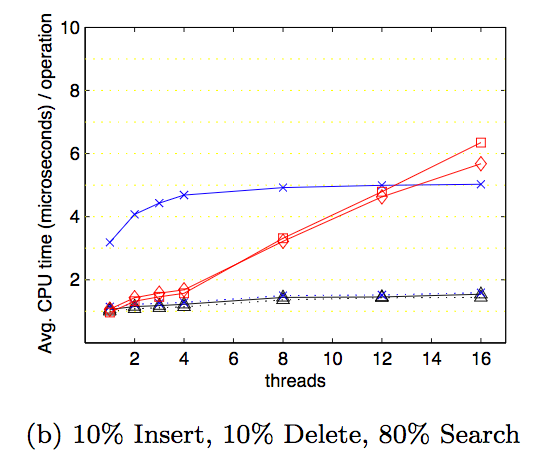 Avg. CPU time (microseconds) / operation
10
8
6
4
2
2 4 6 8 10 12 14 16
threads
(b) 10% Insert, 10% Delete, 80% Search